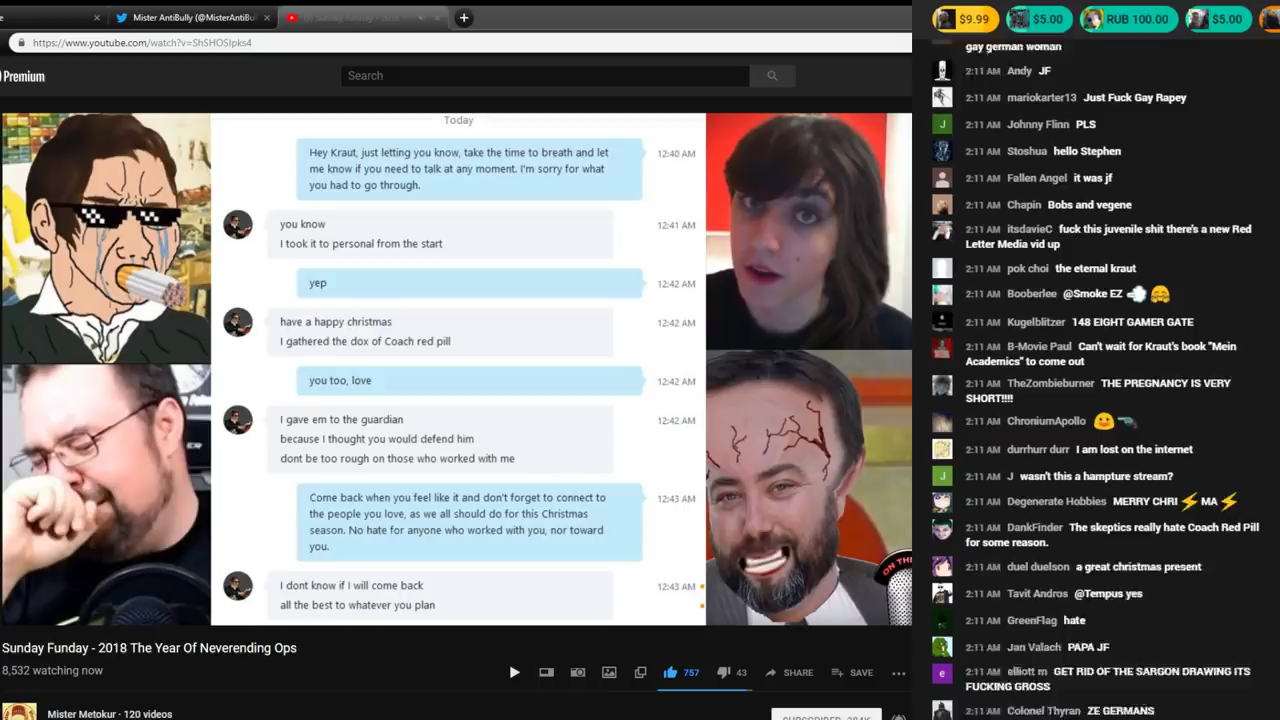 e
Mister AntiBully (@MisterAntiBu
$9.99
$5.00
RUB 100.00
$5.00
https://www.youtube.com/watch?v=ShSHOSIpks4
Premium
Search
Today
Hey Kraut, just letting you know, take the time to breath and let
me know if you need to talk at any moment. I'm sorry for what
you had to go through.
12:40 AM
you know
I took it to personal from the start
12:41 AM
yep
12:42 AM
have a happy christmas
I gathered the dox of Coach red pill
12:42 AM
you too, love
12:42 AM
I gave em to the guardian
because I thought you would defend him
dont be too rough on those who worked with me
12:42 AM
Come back when you feel like it and don't forget to connect to
the people you love, as we all should do for this Christmas
season. No hate for anyone who worked with you, nor toward
you.
12:43 AM
I dont know if I will come back
all the best to whatever you plan
12:43 AM
ON THE
Sunday Funday - 2018 The Year Of Neverending Ops
8,532 watching now
757
43
SHARE
SAVE
Mister Metokur · 120 videos
gay german woman
2:11 AM Andy JF
2:11 AM mariokarter13 Just Fuck Gay Rapey
J 2:11 AM Johnny Flinn PLS
2:11 AM Stoshua hello Stephen
2:11 AM Fallen Angel it was jf
2:11 AM Chapin Bobs and vegene
2:11 AM itsdavieC fuck this juvenile shit there's a new Red
Letter Media vid up
2:11 AM pok choi the eternal kraut
2:11 AM Booberlee @Smoke EZ 💨 🤗
2:11 AM Kugelblitzer 148 EIGHT GAMER GATE
2:11 AM B-Movie Paul Can't wait for Kraut's book "Mein
Academics" to come out
2:11 AM TheZombieburner THE PREGNANCY IS VERY
SHORT!!!!
2:11 AM ChroniumApollo 😀 🔫
2:11 AM durrhurr durr I am lost on the internet
J 2:11 AM J wasn't this a hampture stream?
2:11 AM Degenerate Hobbies MERRY CHRI⚡MA⚡
2:11 AM DankFinder The skeptics really hate Coach Red Pill
for some reason.
2:11 AM duel duelson a great christmas present
2:11 AM Tavit Andros @Tempus yes
2:11 AM GreenFlag hate
2:11 AM Jan Valach PAPA JF
e 2:11 AM elliott m GET RID OF THE SARGON DRAWING ITS
FUCKING GROSS
2:11 AM Colonel Thyran ZE GERMANS